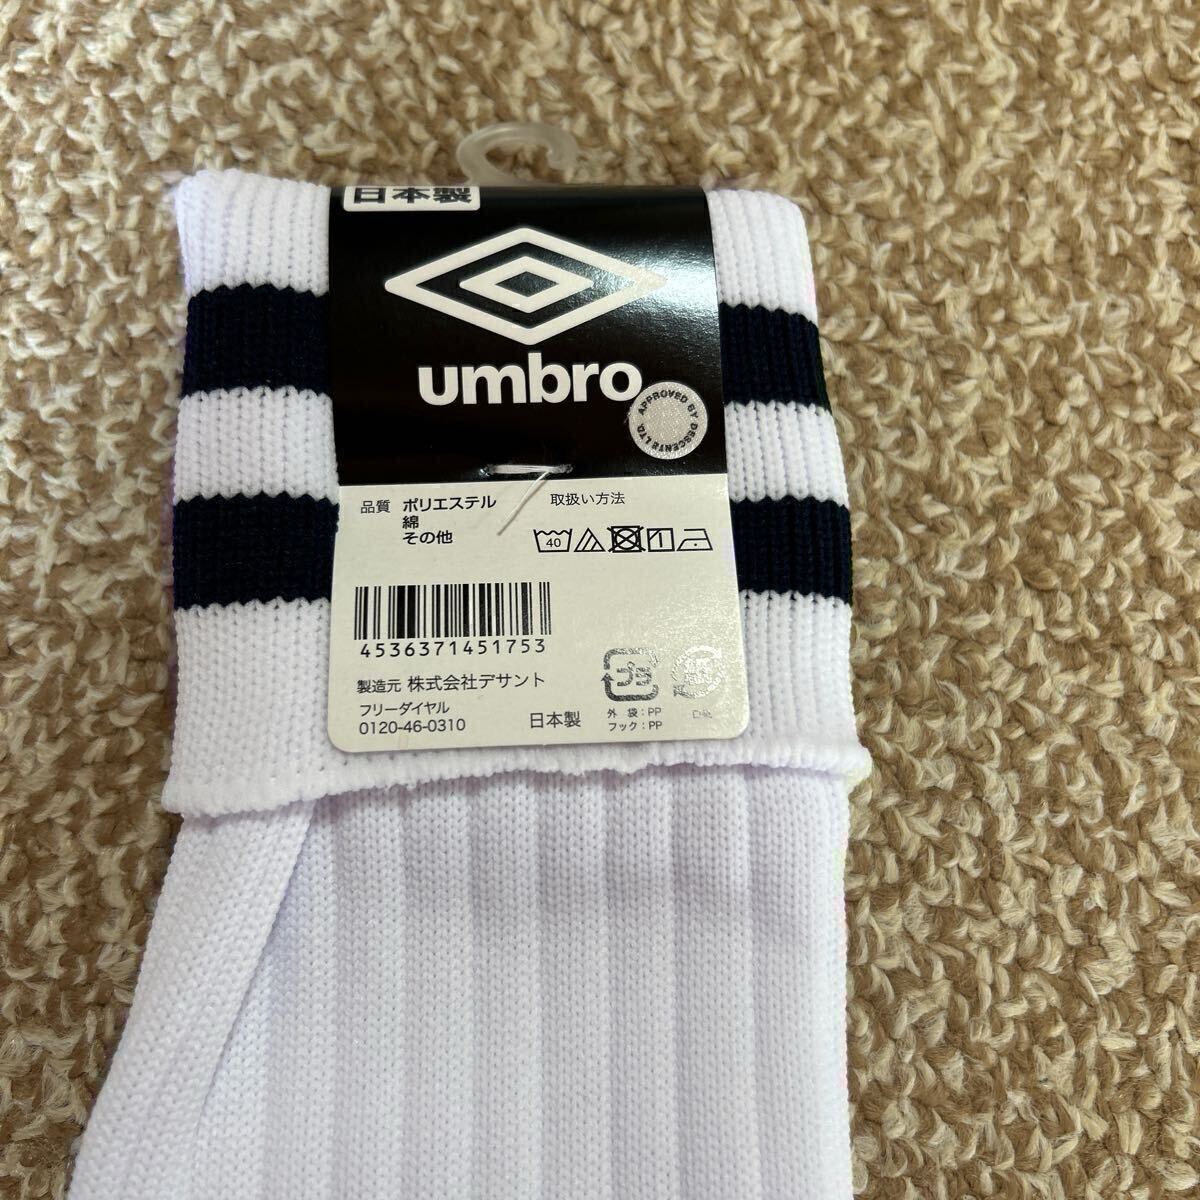 日本製
umbro
APPROVED BY DESCENTE LTD.
品質 ポリエステル
綿
その他
取扱い方法
40
4536371451753
製造元 株式会社デサント
フリーダイヤル
0120-46-0310
日本製
プラ
外 袋：PP
フック：PP
紙